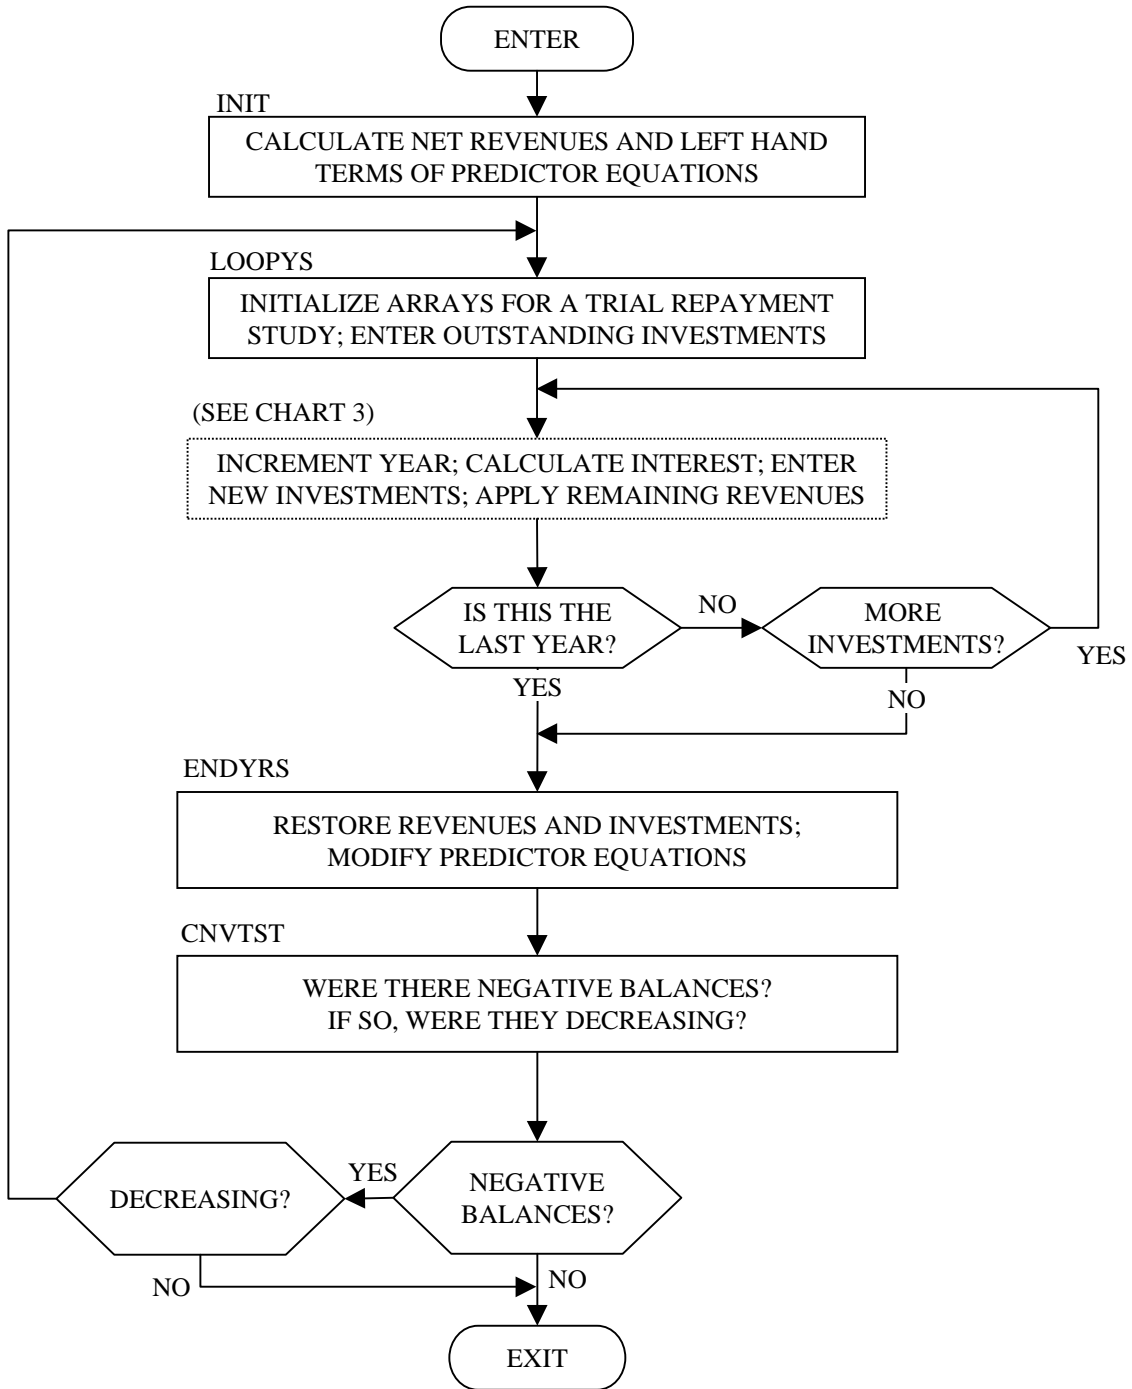 ENTER
INIT
CALCULATE NET REVENUES AND LEFT HAND
TERMS OF PREDICTOR EQUATIONS
LOOPYS
INITIALIZE ARRAYS FOR A TRIAL REPAYMENT
STUDY; ENTER OUTSTANDING INVESTMENTS
(SEE CHART 3)
INCREMENT YEAR; CALCULATE INTEREST; ENTER
NEW INVESTMENTS; APPLY REMAINING REVENUES
IS THIS THE
LAST YEAR?
NO
MORE
INVESTMENTS?
YES
YES
NO
ENDYRS
RESTORE REVENUES AND INVESTMENTS;
MODIFY PREDICTOR EQUATIONS
CNVTST
WERE THERE NEGATIVE BALANCES?
IF SO, WERE THEY DECREASING?
NEGATIVE
BALANCES?
YES
DECREASING?
NO
NO
EXIT